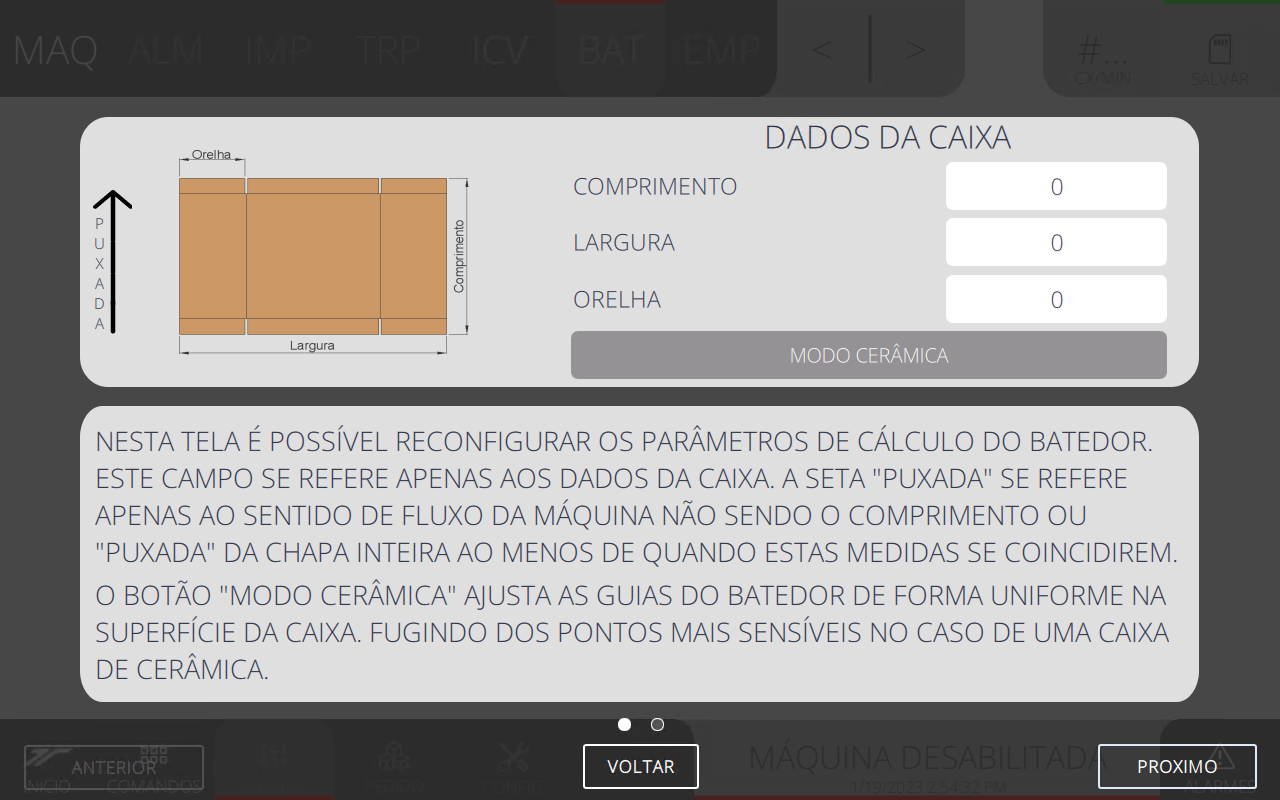 MAQ ALM IMP TRP ICV BAT EMP < > #... CX/MIN SALVAR
DADOS DA CAIXA
Orelha
PUXADA
Comprimento
Largura
COMPRIMENTO 0
LARGURA 0
ORELHA 0
MODO CERÂMICA
NESTA TELA É POSSÍVEL RECONFIGURAR OS PARÂMETROS DE CÁLCULO DO BATEDOR.
ESTE CAMPO SE REFERE APENAS AOS DADOS DA CAIXA. A SETA "PUXADA" SE REFERE
APENAS AO SENTIDO DE FLUXO DA MÁQUINA NÃO SENDO O COMPRIMENTO OU
"PUXADA" DA CHAPA INTEIRA AO MENOS DE QUANDO ESTAS MEDIDAS SE COINCIDIREM.
O BOTÃO "MODO CERÂMICA" AJUSTA AS GUIAS DO BATEDOR DE FORMA UNIFORME NA
SUPERFÍCIE DA CAIXA. FUGINDO DOS PONTOS MAIS SENSÍVEIS NO CASO DE UMA CAIXA
DE CERÂMICA.
ANTERIOR
VOLTAR
PROXIMO
INICIO COMANDOS PEDIDO CONFIG
MÁQUINA DESABILITADA
1/19/2023 2:54:32 PM
ALARMES